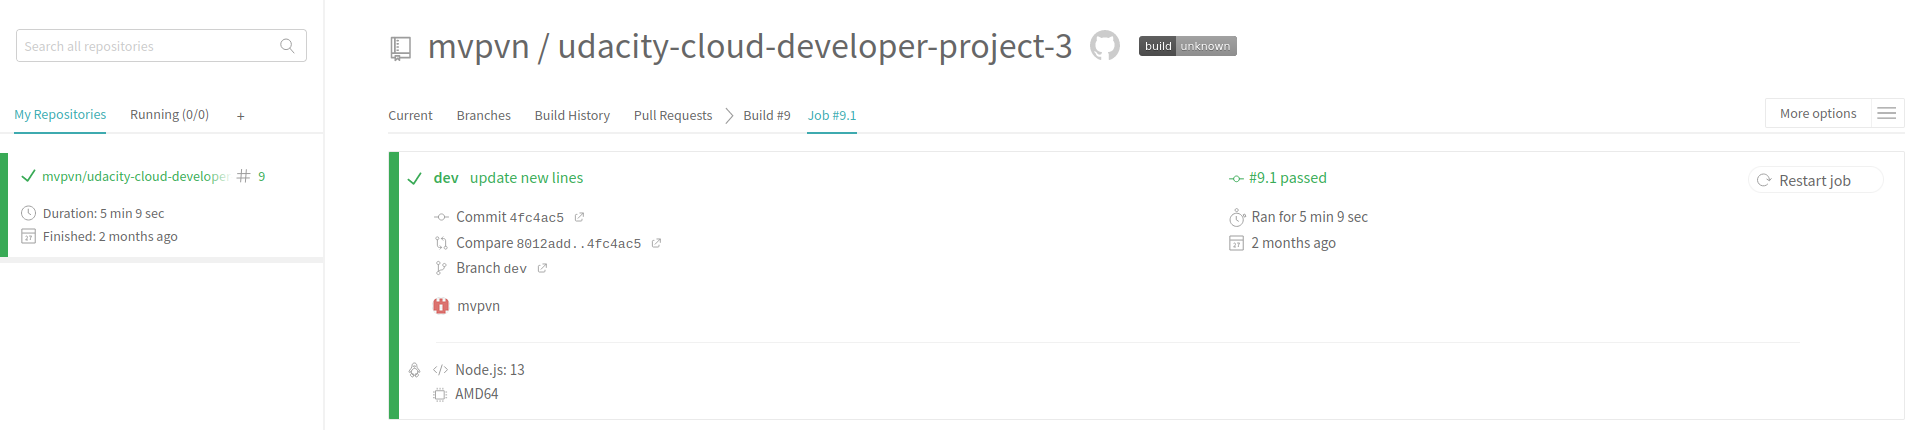 Search all repositories
My Repositories
Running (0/0)
+
mvpvn/udacity-cloud-develope
# 9
Duration: 5 min 9 sec
27
Finished: 2 months ago
mvpvn / udacity-cloud-developer-project-3
build unknown
Current
Branches
Build History
Pull Requests
Build #9
Job #9.1
More options
dev update new lines
#9.1 passed
Restart job
Commit 4fc4ac5
Ran for 5 min 9 sec
Compare 8012add..4fc4ac5
27
2 months ago
Branch dev
mvpvn
</> Node.js: 13
AMD64